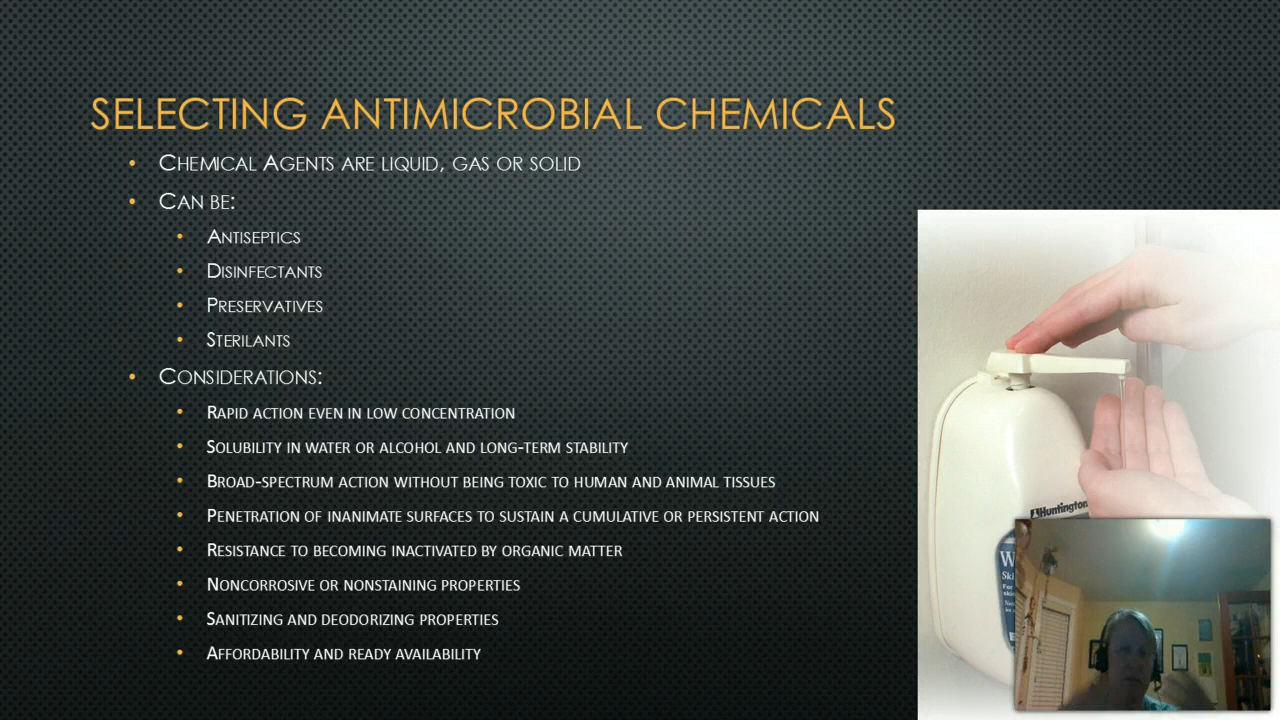 Selecting Antimicrobial Chemicals
Chemical Agents are liquid, gas or solid
Can be:
Antiseptics
Disinfectants
Preservatives
Sterilants
Considerations:
Rapid action even in low concentration
Solubility in water or alcohol and long-term stability
Broad-spectrum action without being toxic to human and animal tissues
Penetration of inanimate surfaces to sustain a cumulative or persistent action
Resistance to becoming inactivated by organic matter
Noncorrosive or nonstaining properties
Sanitizing and deodorizing properties
Affordability and ready availability
Huntington